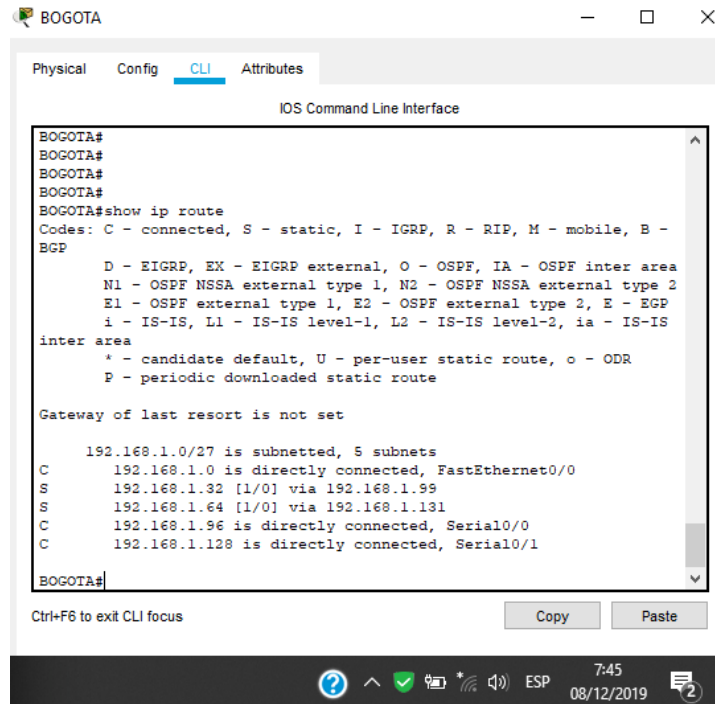 BOGOTA
Physical Config CLI Attributes
IOS Command Line Interface
BOGOTA#
BOGOTA#
BOGOTA#
BOGOTA#
BOGOTA#show ip route
Codes: C - connected, S - static, I - IGRP, R - RIP, M - mobile, B -
BGP
       D - EIGRP, EX - EIGRP external, O - OSPF, IA - OSPF inter area
       N1 - OSPF NSSA external type 1, N2 - OSPF NSSA external type 2
       E1 - OSPF external type 1, E2 - OSPF external type 2, E - EGP
       i - IS-IS, L1 - IS-IS level-1, L2 - IS-IS level-2, ia - IS-IS
inter area
       * - candidate default, U - per-user static route, o - ODR
       P - periodic downloaded static route
Gateway of last resort is not set
     192.168.1.0/27 is subnetted, 5 subnets
C       192.168.1.0 is directly connected, FastEthernet0/0
S       192.168.1.32 [1/0] via 192.168.1.99
S       192.168.1.64 [1/0] via 192.168.1.131
C       192.168.1.96 is directly connected, Serial0/0
C       192.168.1.128 is directly connected, Serial0/1
BOGOTA#
Ctrl+F6 to exit CLI focus Copy Paste
ESP 7:45
08/12/2019 2